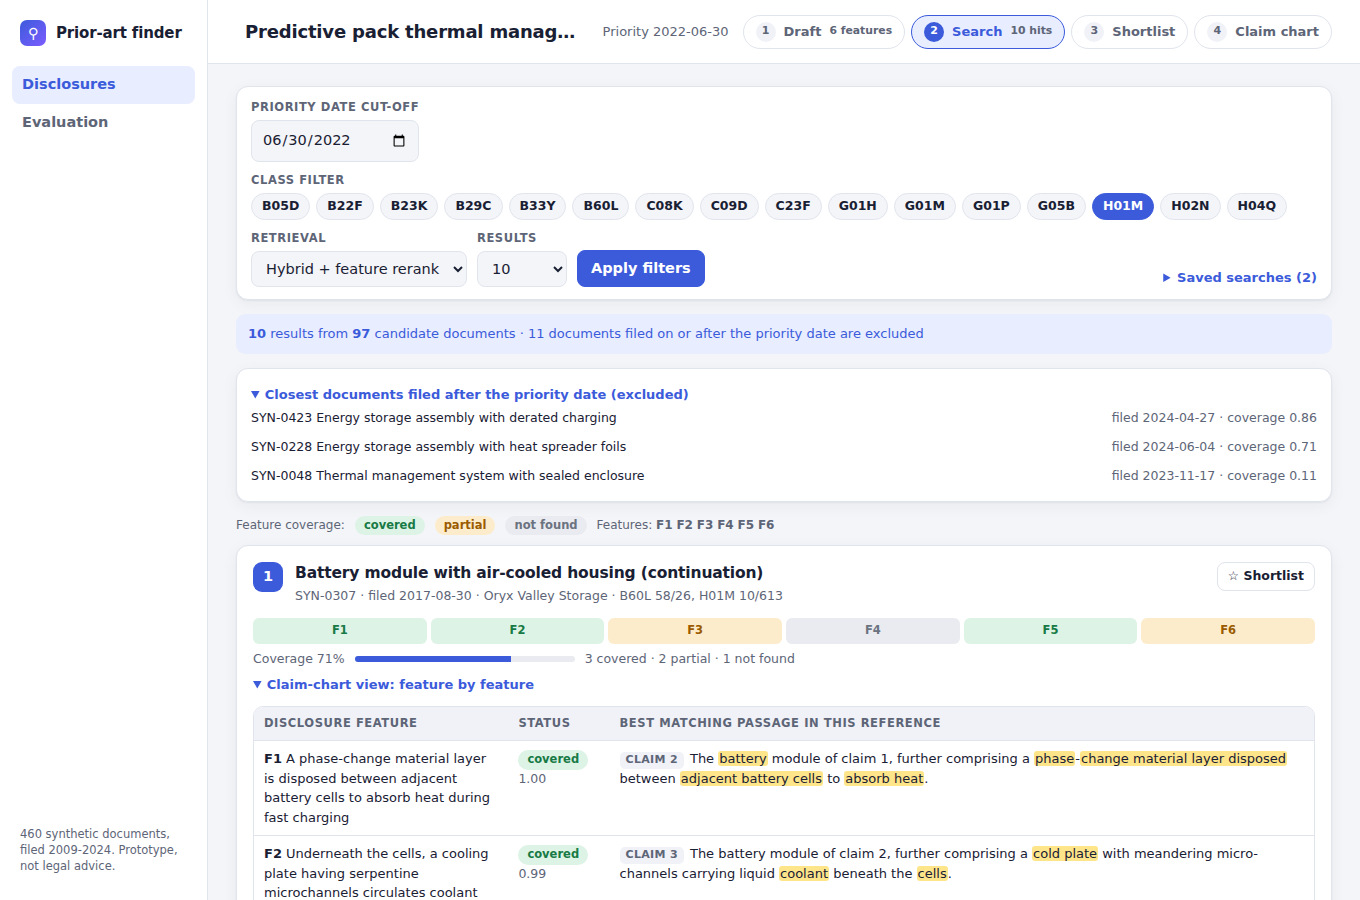 Prior-art finder
Disclosures
Evaluation
460 synthetic documents,
filed 2009-2024. Prototype,
not legal advice.
Predictive pack thermal manag…
Priority 2022-06-30
1 Draft 6 features
2 Search 10 hits
3 Shortlist
4 Claim chart
PRIORITY DATE CUT-OFF
06/30/2022
CLASS FILTER
B05D B22F B23K B29C B33Y B60L C08K C09D C23F G01H G01M G01P G05B H01M H02N H04Q
RETRIEVAL RESULTS
Hybrid + feature rerank 10 Apply filters
Saved searches (2)
10 results from 97 candidate documents · 11 documents filed on or after the priority date are excluded
Closest documents filed after the priority date (excluded)
SYN-0423 Energy storage assembly with derated charging filed 2024-04-27 · coverage 0.86
SYN-0228 Energy storage assembly with heat spreader foils filed 2024-06-04 · coverage 0.71
SYN-0048 Thermal management system with sealed enclosure filed 2023-11-17 · coverage 0.11
Feature coverage: covered partial not found Features: F1 F2 F3 F4 F5 F6
1 Battery module with air-cooled housing (continuation) ☆ Shortlist
SYN-0307 · filed 2017-08-30 · Oryx Valley Storage · B60L 58/26, H01M 10/613
F1 F2 F3 F4 F5 F6
Coverage 71% 3 covered · 2 partial · 1 not found
Claim-chart view: feature by feature
DISCLOSURE FEATURE STATUS BEST MATCHING PASSAGE IN THIS REFERENCE
F1 A phase-change material layer
is disposed between adjacent
battery cells to absorb heat during
fast charging
covered
1.00
CLAIM 2 The battery module of claim 1, further comprising a phase-change material layer disposed
between adjacent battery cells to absorb heat.
F2 Underneath the cells, a cooling
plate having serpentine
microchannels circulates coolant
covered
0.99
CLAIM 3 The battery module of claim 2, further comprising a cold plate with meandering micro-
channels carrying liquid coolant beneath the cells.